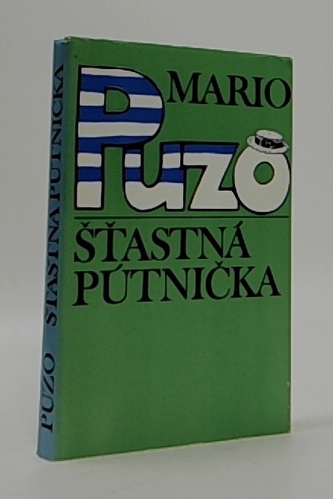 MARIO
Puzo
ŠŤASTNÁ
PÚTNIČKA
PUZO ŠŤASTNÁ PÚTNIČKA